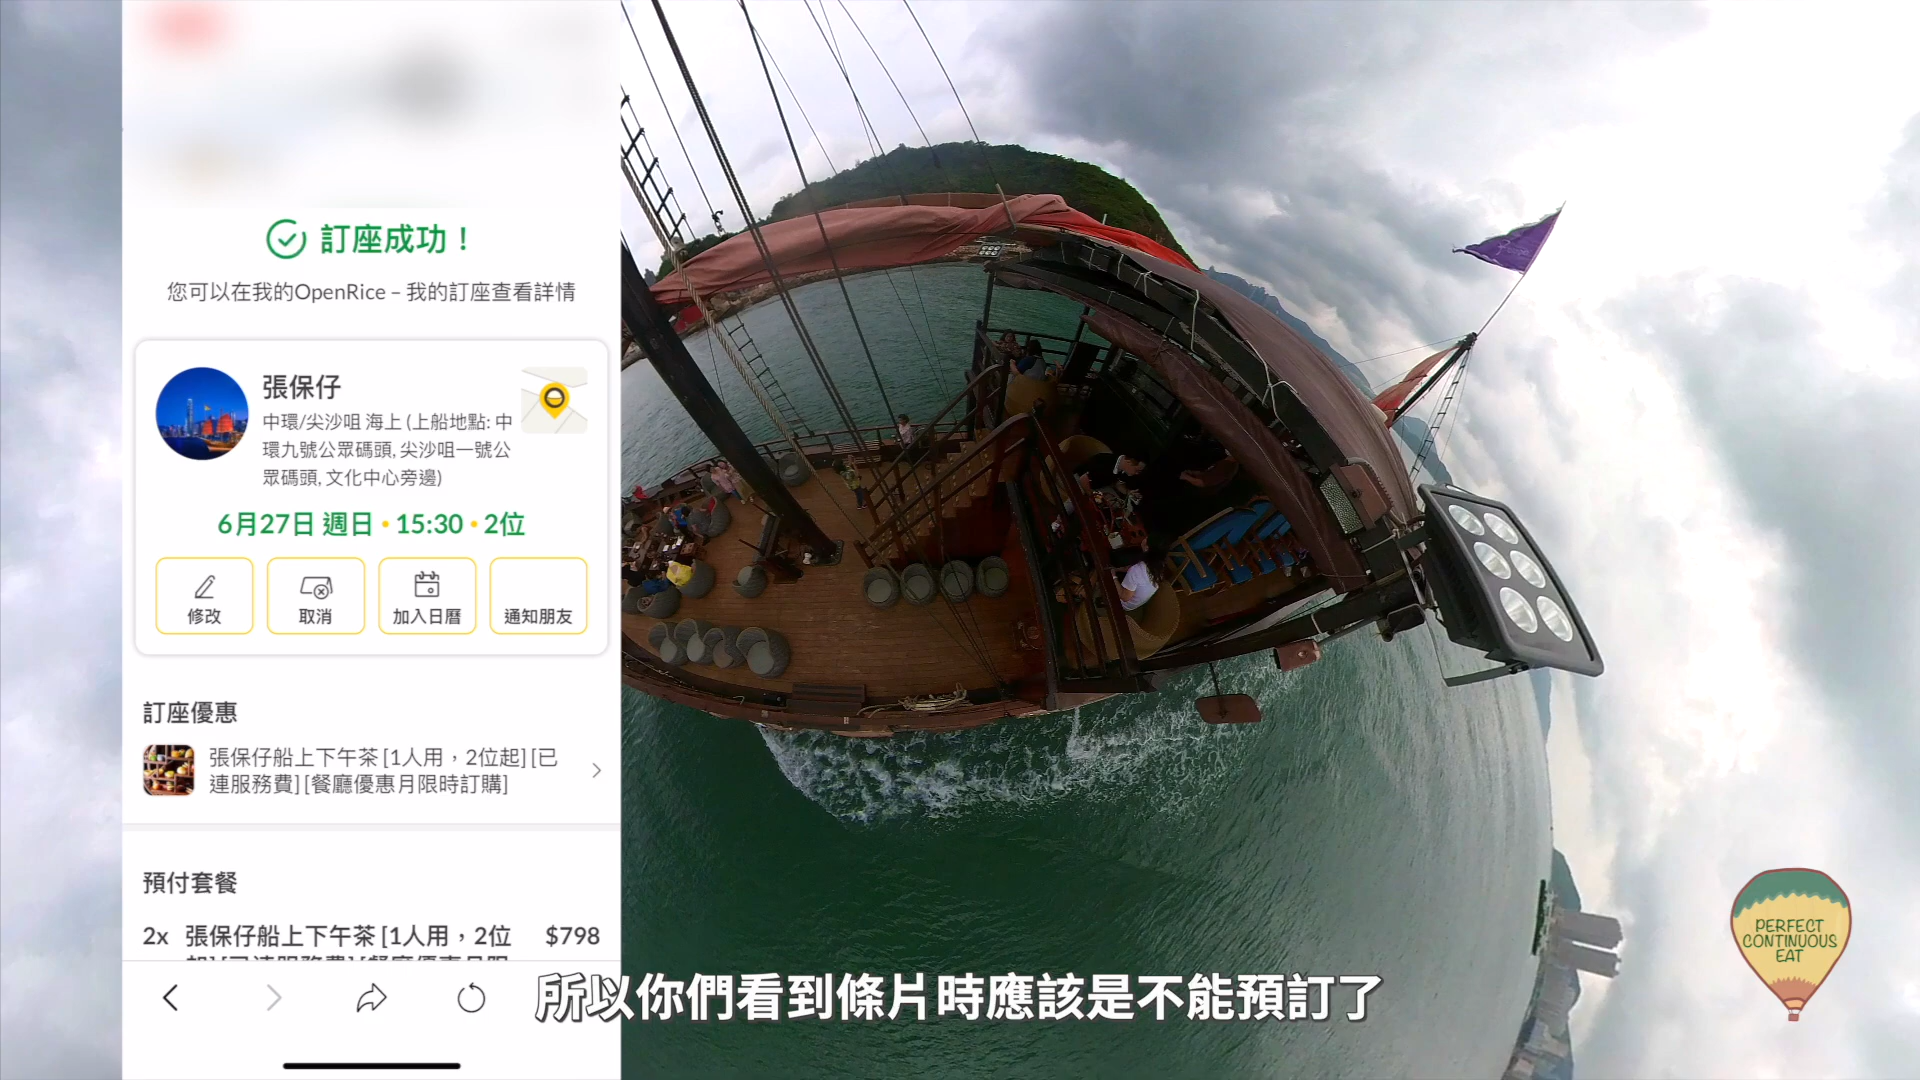 訂座成功！
您可以在我的OpenRice – 我的訂座查看詳情
張保仔
中環/尖沙咀 海上 (上船地點: 中
環九號公眾碼頭, 尖沙咀一號公
眾碼頭, 文化中心旁邊)
6月27日 週日 • 15:30 • 2位
修改
取消
加入日曆
通知朋友
訂座優惠
張保仔船上下午茶 [1人用，2位起] [已
連服務費] [餐廳優惠月限時訂購]
預付套餐
2x 張保仔船上下午茶 [1人用，2位 $798
所以你們看到條片時應該是不能預訂了
PERFECT
CONTINUOUS
EAT